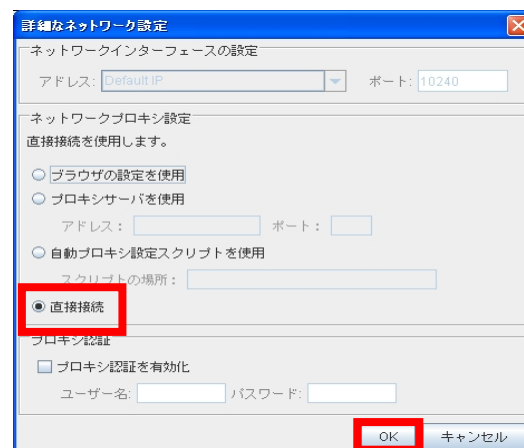 詳細なネットワーク設定
ネットワークインターフェースの設定
アドレス: Default IP ポート: 10240
ネットワークプロキシ設定
直接接続を使用します。
ブラウザの設定を使用
プロキシサーバを使用
アドレス： ポート：
自動プロキシ設定スクリプトを使用
スクリプトの場所：
直接接続
プロキシ認証
プロキシ認証を有効化
ユーザー名: パスワード:
OK キャンセル